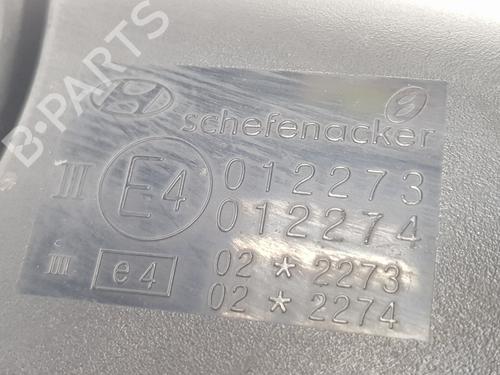 B-PARTS
schefenacker
III E4 012273
012274
III e4 02 * 2273
02 * 2274